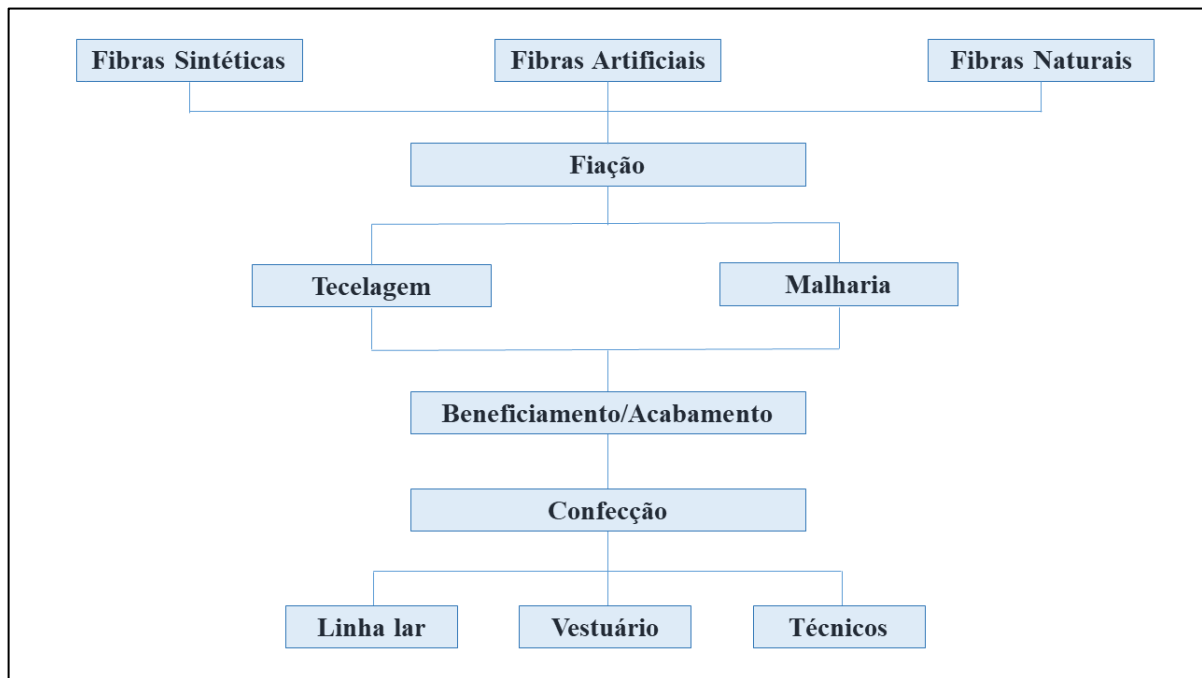 Fibras Sintéticas
Fibras Artificiais
Fibras Naturais
Fiação
Tecelagem
Malharia
Beneficiamento/Acabamento
Confecção
Linha lar
Vestuário
Técnicos